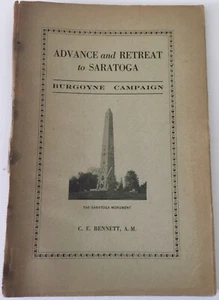 ADVANCE and RETREAT
to SARATOGA
BURGOYNE CAMPAIGN
THE SARATOGA MONUMENT
C. E. BENNETT, A. M.